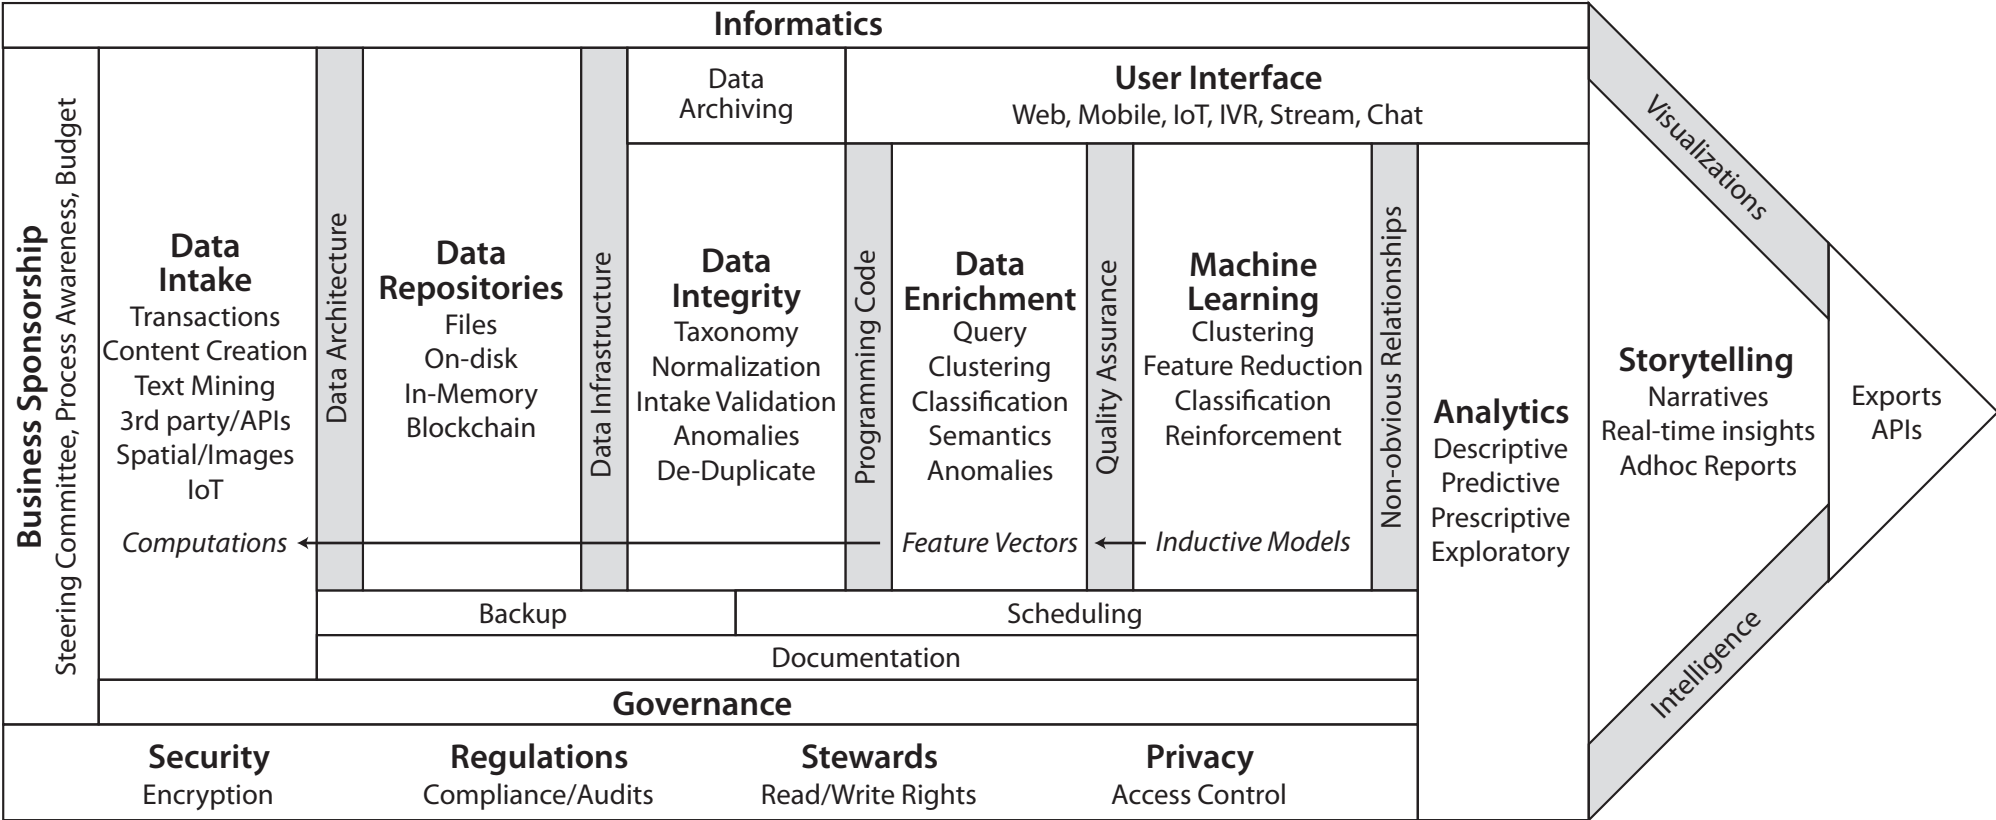 Informatics
Business Sponsorship
Steering Committee, Process Awareness, Budget
Data
Intake
Transactions
Content Creation
Text Mining
3rd party/APIs
Spatial/Images
IoT
Computations
Data Architecture
Data
Repositories
Files
On-disk
In-Memory
Blockchain
Data Infrastructure
Data
Archiving
Data
Integrity
Taxonomy
Normalization
Intake Validation
Anomalies
De-Duplicate
User Interface
Web, Mobile, IoT, IVR, Stream, Chat
Programming Code
Data
Enrichment
Query
Clustering
Classification
Semantics
Anomalies
Feature Vectors
Quality Assurance
Machine
Learning
Clustering
Feature Reduction
Classification
Reinforcement
Inductive Models
Non-obvious Relationships
Analytics
Descriptive
Predictive
Prescriptive
Exploratory
Visualizations
Storytelling
Narratives
Real-time insights
Adhoc Reports
Intelligence
Exports
APIs
Backup
Scheduling
Documentation
Governance
Security
Encryption
Regulations
Compliance/Audits
Stewards
Read/Write Rights
Privacy
Access Control